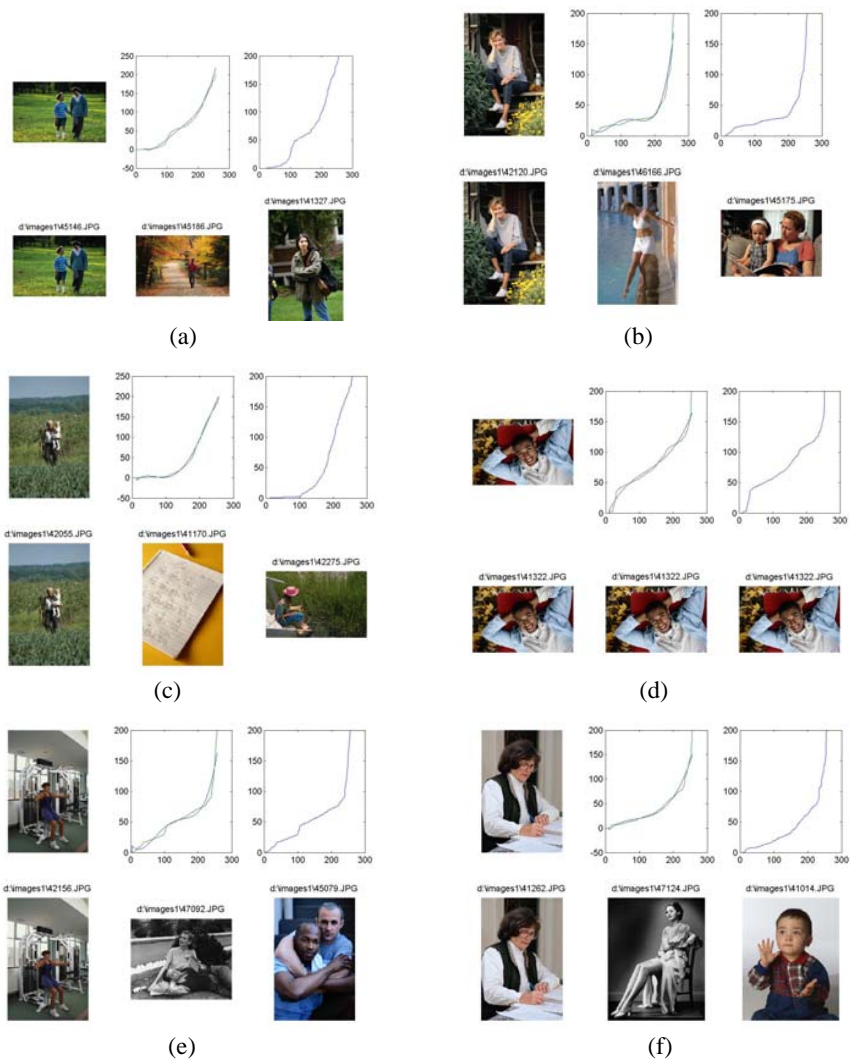 250
200
150
100
50
0
-50
0 100 200 300
200
150
100
50
0
0 100 200 300
d:\images1\45146.JPG
d:\images1\45186.JPG
d:\images1\41327.JPG
(a)
200
150
100
50
0
0 100 200 300
200
150
100
50
0
0 100 200 300
d:\images1\42120.JPG
d:\images1\46166.JPG
d:\images1\45175.JPG
(b)
250
200
150
100
50
0
-50
0 100 200 300
200
150
100
50
0
0 100 200 300
d:\images1\42055.JPG
d:\images1\41170.JPG
d:\images1\42275.JPG
(c)
200
150
100
50
0
0 100 200 300
200
150
100
50
0
0 100 200 300
d:\images1\41322.JPG
d:\images1\41322.JPG
d:\images1\41322.JPG
(d)
200
150
100
50
0
0 100 200 300
200
150
100
50
0
0 100 200 300
d:\images1\42156.JPG
d:\images1\47092.JPG
d:\images1\45079.JPG
(e)
200
150
100
50
0
-50
0 100 200 300
200
150
100
50
0
0 100 200 300
d:\images1\41262.JPG
d:\images1\47124.JPG
d:\images1\41014.JPG
(f)